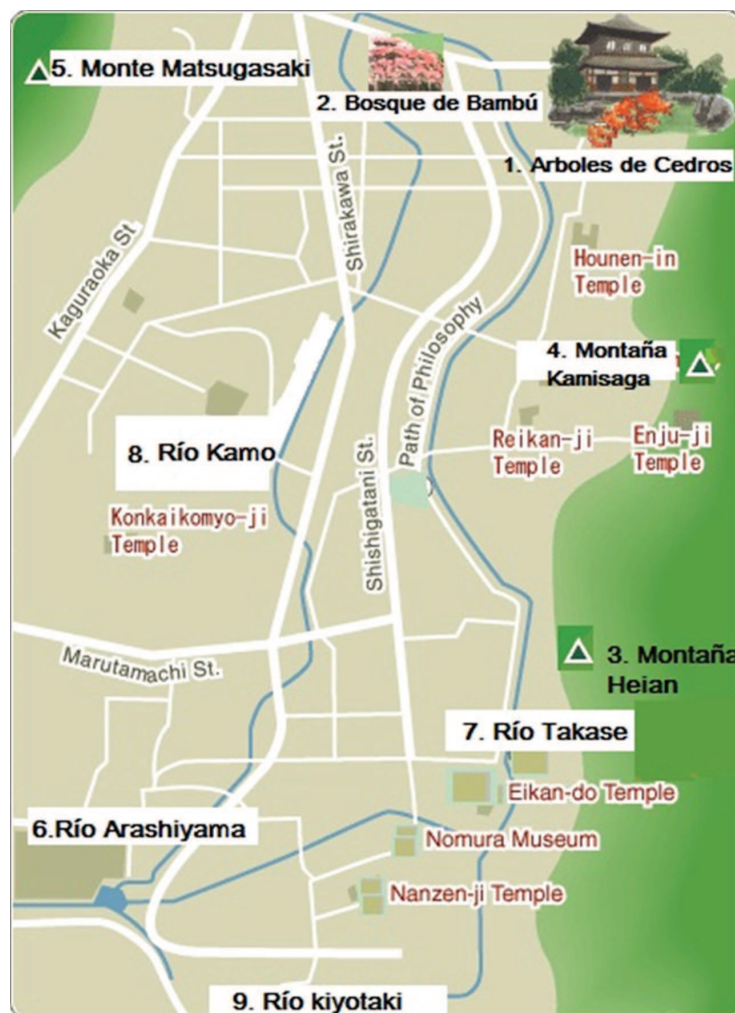 5. Monte Matsugasaki
2. Bosque de Bambú
1. Arboles de Cedros
Kaguraoka St.
Shirakawa St.
Hounen-in
Temple
Path of Philosophy
4. Montaña
Kamisaga
8. Río Kamo
Shishigatani St.
Reikan-ji
Temple
Enju-ji
Temple
Konkaikomyo-ji
Temple
Marutamachi St.
3. Montaña
Heian
7. Río Takase
Eikan-do Temple
6.Río Arashiyama
Nomura Museum
Nanzen-ji Temple
9. Río kiyotaki